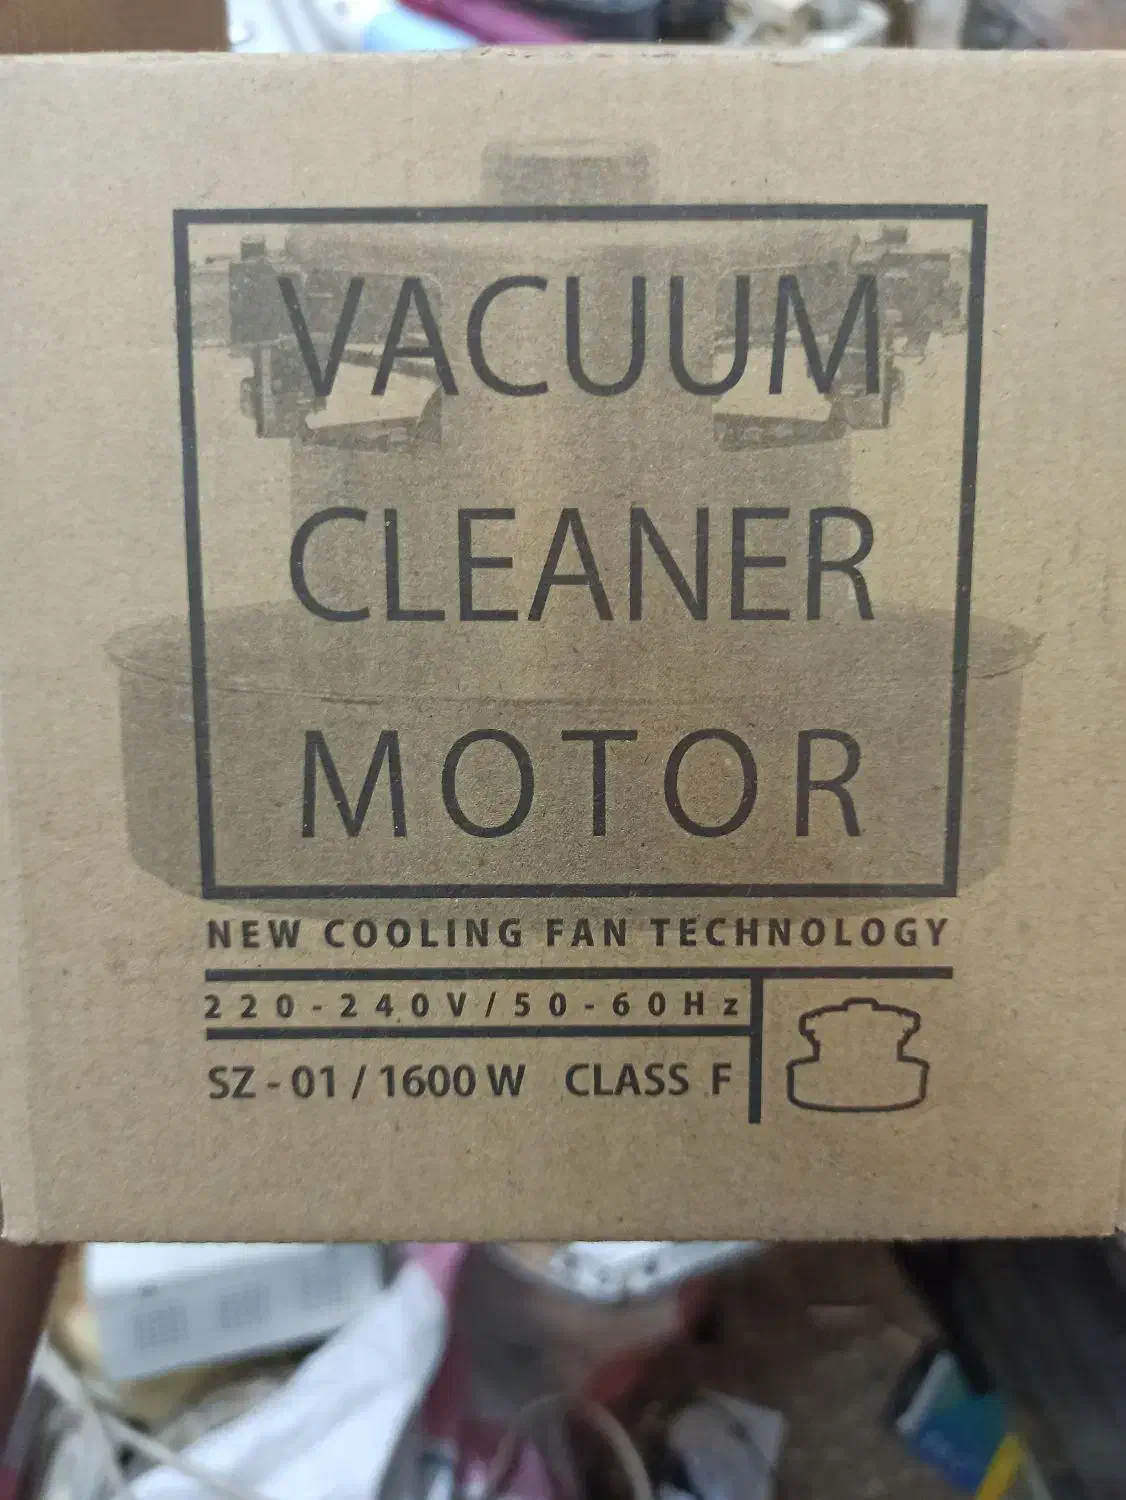 VACUUM
CLEANER
MOTOR
NEW COOLING FAN TECHNOLOGY
220-240V/50-60Hz
SZ-01/1600W CLASS F